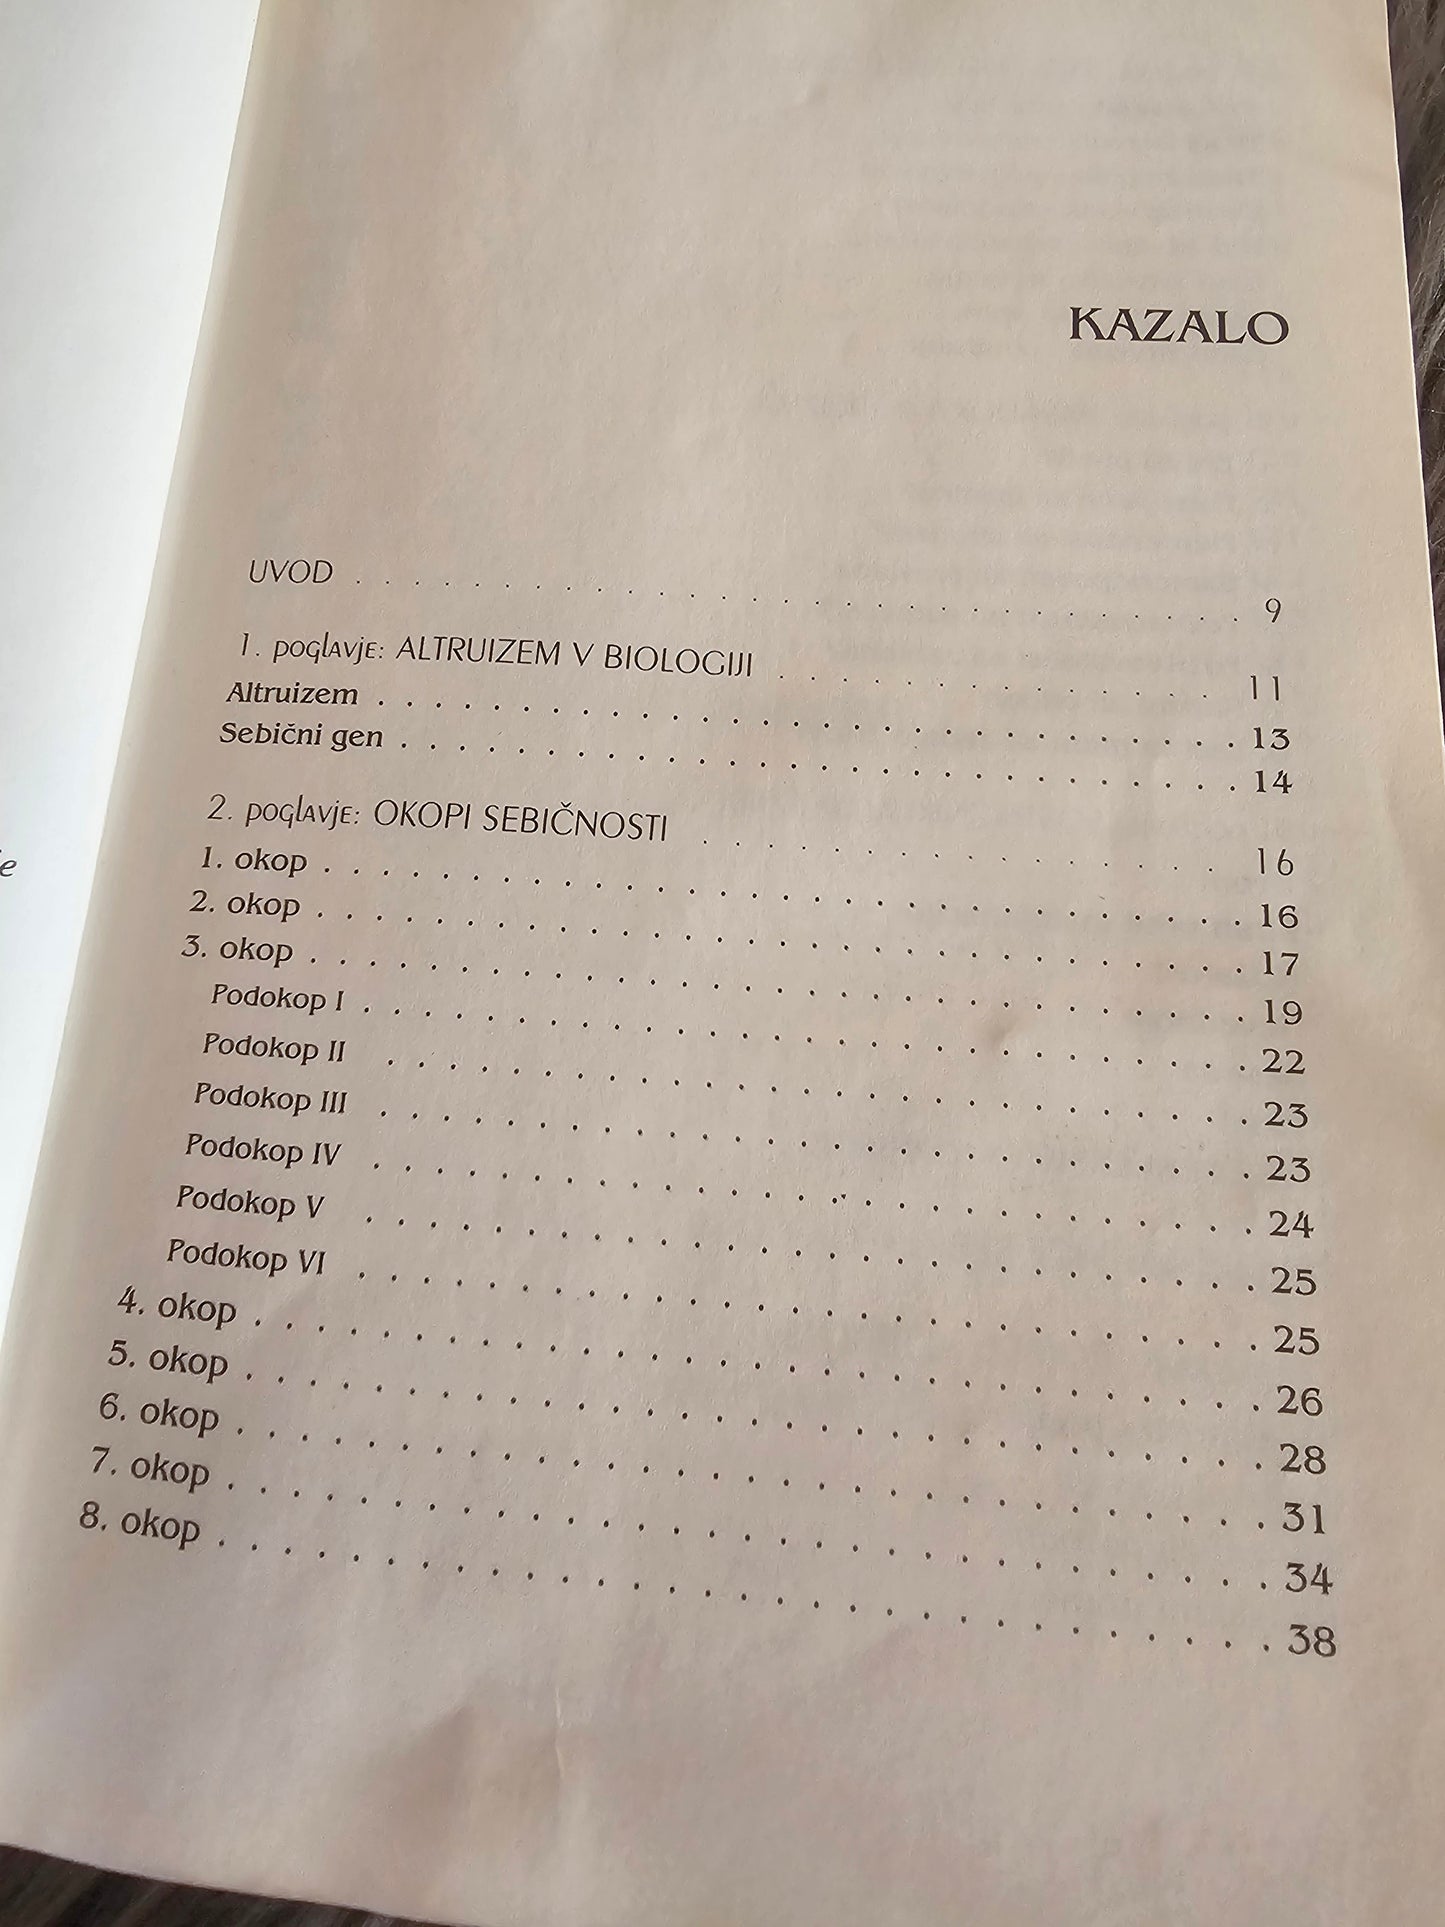 KAZALO
UVOD . . . . . . . . . . . . . . . . . . . . . . . . . . . . . 9
1. poglavje: ALTRUIZEM V BIOLOGIJI . . . . . . . . . . . . . . 11
Altruizem . . . . . . . . . . . . . . . . . . . . . . . . . . . . 13
Sebični gen . . . . . . . . . . . . . . . . . . . . . . . . . . . 14
2. poglavje: OKOPI SEBIČNOSTI . . . . . . . . . . . . . . . . 16
1. okop . . . . . . . . . . . . . . . . . . . . . . . . . . . . . 16
2. okop . . . . . . . . . . . . . . . . . . . . . . . . . . . . . 17
3. okop . . . . . . . . . . . . . . . . . . . . . . . . . . . . . 19
Podokop I . . . . . . . . . . . . . . . . . . . . . . . . . . . . 22
Podokop II . . . . . . . . . . . . . . . . . . . . . . . . . . . 23
Podokop III . . . . . . . . . . . . . . . . . . . . . . . . . . . 23
Podokop IV . . . . . . . . . . . . . . . . . . . . . . . . . . . 24
Podokop V . . . . . . . . . . . . . . . . . . . . . . . . . . . 25
Podokop VI . . . . . . . . . . . . . . . . . . . . . . . . . . . 25
4. okop . . . . . . . . . . . . . . . . . . . . . . . . . . . . . 26
5. okop . . . . . . . . . . . . . . . . . . . . . . . . . . . . . 28
6. okop . . . . . . . . . . . . . . . . . . . . . . . . . . . . . 31
7. okop . . . . . . . . . . . . . . . . . . . . . . . . . . . . . 34
8. okop . . . . . . . . . . . . . . . . . . . . . . . . . . . . . 38